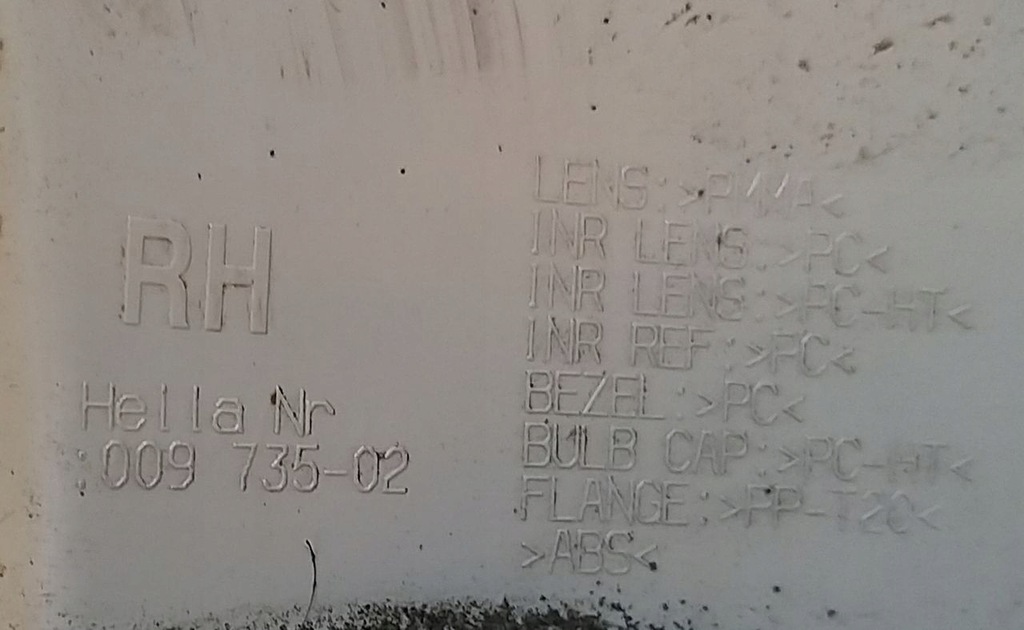 RH
Hella Nr
:009 735-02
LENS:>PMMA<
INR LENS:>PC<
INR LENS:>PC-HT<
INR REF:>PC<
BEZEL:>PC<
BULB CAP:>PC-HT<
FLANGE:>PP-T20<
>ABS<